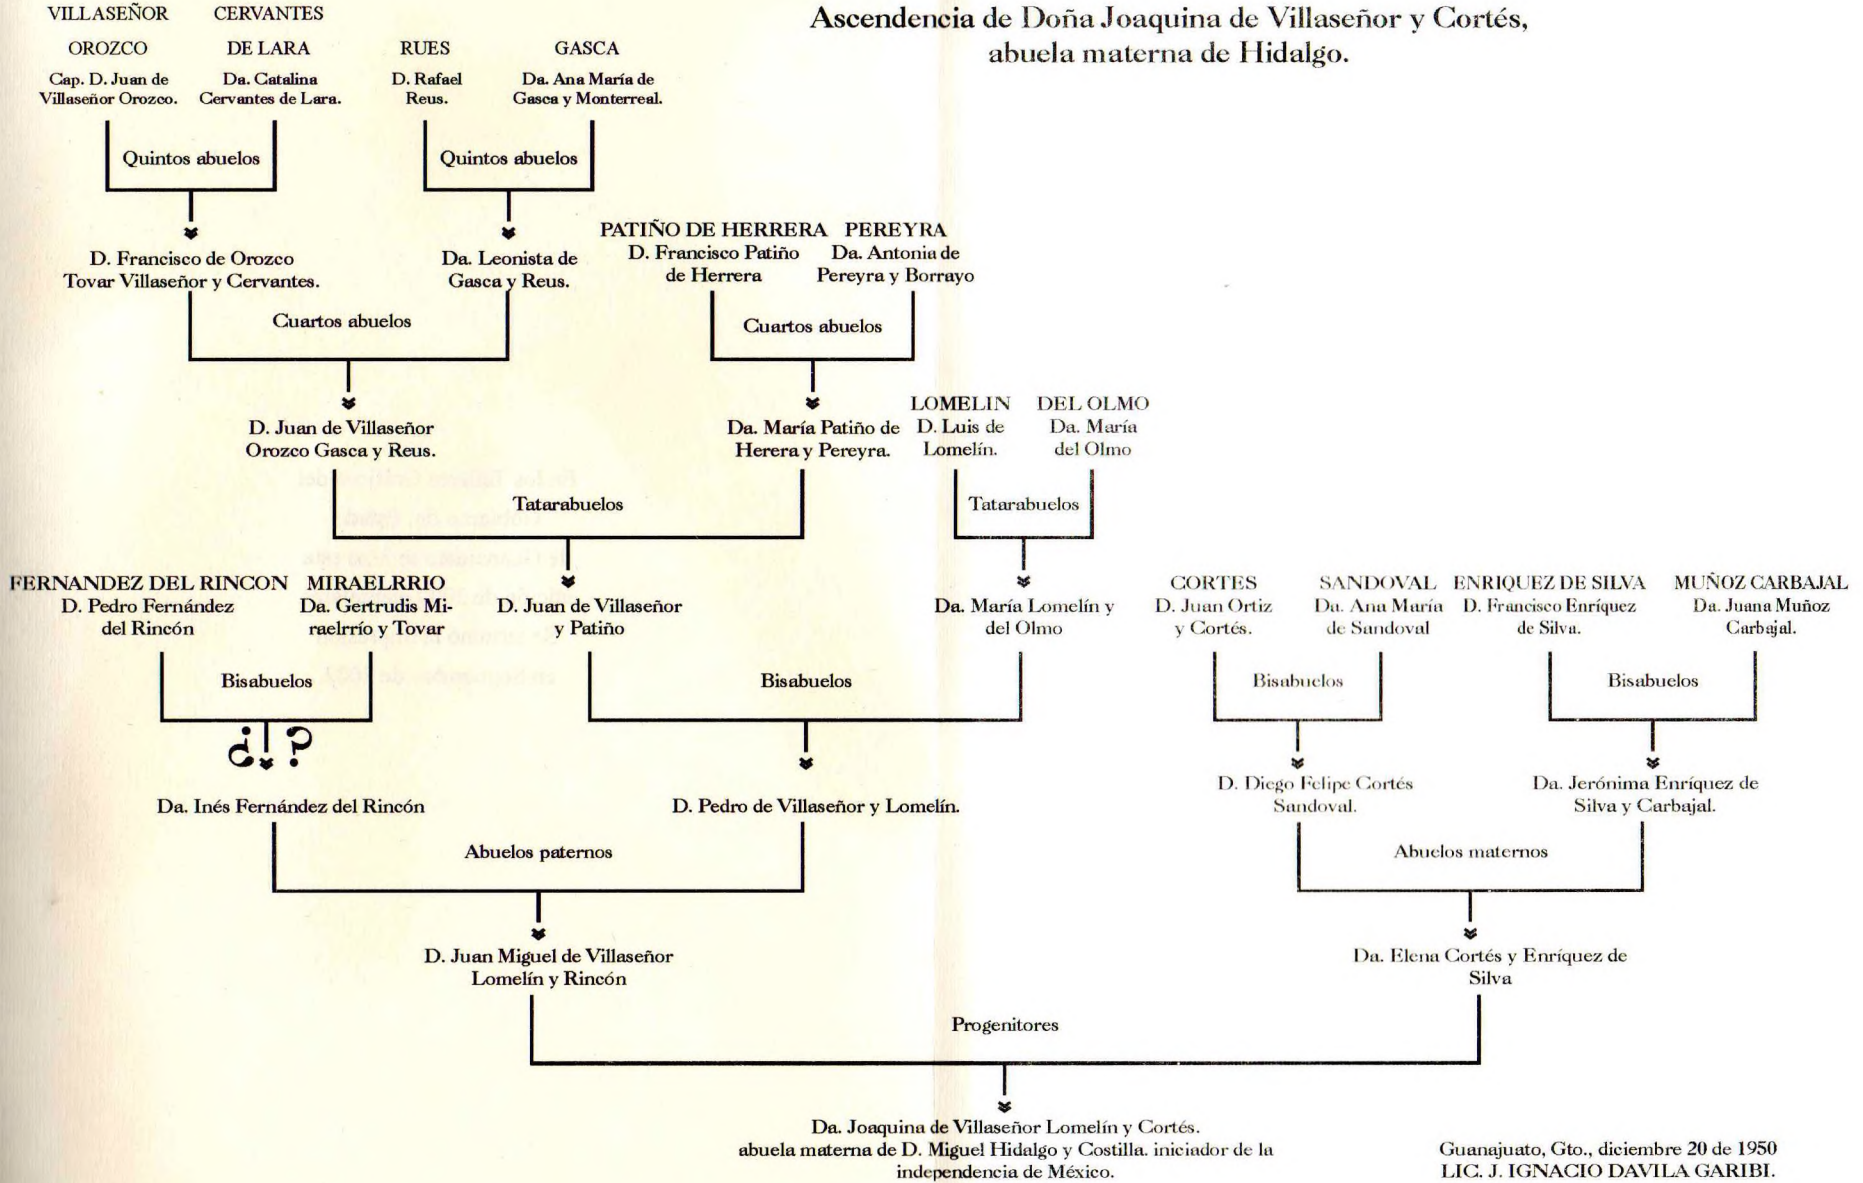 Ascendencia de Doña Joaquina de Villaseñor y Cortés,
abuela materna de Hidalgo.
VILLASEÑOR
OROZCO
Cap. D. Juan de
Villaseñor Orozco.
CERVANTES
DE LARA
Da. Catalina
Cervantes de Lara.
RUES
D. Rafael
Reus.
GASCA
Da. Ana María de
Gasca y Monterreal.
Quintos abuelos
Quintos abuelos
D. Francisco de Orozco
Tovar Villaseñor y Cervantes.
Da. Leonista de
Gasca y Reus.
PATIÑO DE HERRERA
D. Francisco Patiño
de Herrera
PEREYRA
Da. Antonia de
Pereyra y Borrayo
Cuartos abuelos
Cuartos abuelos
D. Juan de Villaseñor
Orozco Gasca y Reus.
Da. María Patiño de
Herera y Pereyra.
LOMELIN
D. Luis de
Lomelín.
DEL OLMO
Da. María
del Olmo
Tatarabuelos
Tatarabuelos
FERNANDEZ DEL RINCON
D. Pedro Fernández
del Rincón
MIRAELRRIO
Da. Gertrudis Mi-
raelrrío y Tovar
D. Juan de Villaseñor
y Patiño
Da. María Lomelín y
del Olmo
CORTES
D. Juan Ortiz
y Cortés.
SANDOVAL
Da. Ana María
de Sandoval
ENRIQUEZ DE SILVA
D. Francisco Enríquez
de Silva.
MUÑOZ CARBAJAL
Da. Juana Muñoz
Carbajal.
Bisabuelos
Bisabuelos
Bisabuelos
Bisabuelos
¿ ?
Da. Inés Fernández del Rincón
D. Pedro de Villaseñor y Lomelín.
D. Diego Felipe Cortés
Sandoval.
Da. Jerónima Enríquez de
Silva y Carbajal.
Abuelos paternos
Abuelos maternos
D. Juan Miguel de Villaseñor
Lomelín y Rincón
Da. Elena Cortés y Enríquez de
Silva
Progenitores
Da. Joaquina de Villaseñor Lomelín y Cortés.
abuela materna de D. Miguel Hidalgo y Costilla. iniciador de la
independencia de México.
Guanajuato, Gto., diciembre 20 de 1950
LIC. J. IGNACIO DAVILA GARIBI.